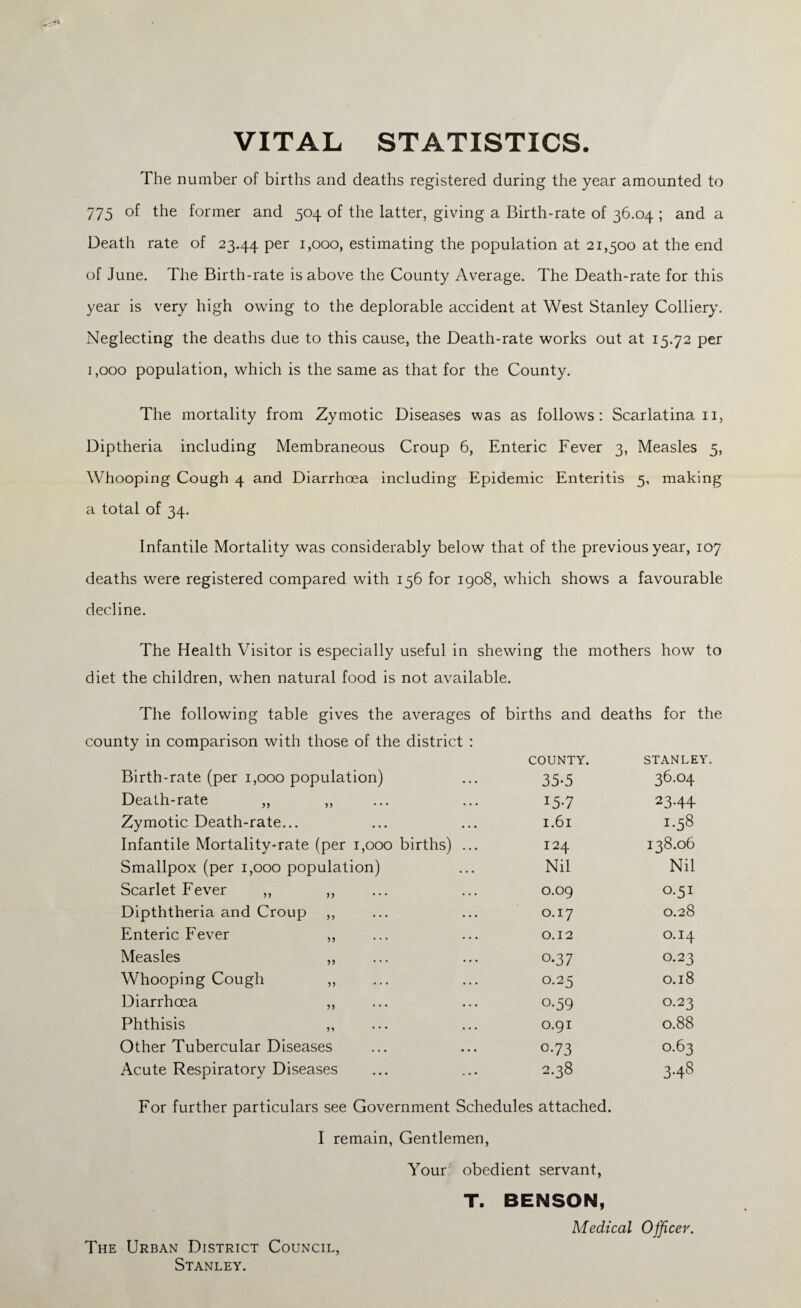 VITAL STATISTICS.
The number of births and deaths registered during the year amounted to
775 of the former and 504 of the latter, giving a Birth-rate of 36.04 ; and a
Death rate of 23.44 per 1,000, estimating the population at 21,500 at the end
of June. The Birth-rate is above the County Average. The Death-rate for this
year is very high owing to the deplorable accident at West Stanley Colliery.
Neglecting the deaths due to this cause, the Death-rate works out at 15.72 per
1,000 population, which is the same as that for the County.
The mortality from Zymotic Diseases was as follows: Scarlatina 11,
Diptheria including Membraneous Croup 6, Enteric Fever 3, Measles 5,
Whooping Cough 4 and Diarrhœa including Epidemic Enteritis 5, making
a total of 34.
Infantile Mortality was considerably below that of the previous year, 107
deaths were registered compared with 156 for 1908, which shows a favourable
decline.
The Health Visitor is especially useful in shewing the mothers how to
diet the children, when natural food is not available.
The following table gives the averages of births and deaths for the
county in comparison with those of the district :
COUNTY. STANLEY.
Birth-rate (per 1,000 population) ... 35.5 36.04
Death-rate ,, ,, ... ... 15.7 23.44
Zymotic Death-rate... ... ... 1.61 1.58
Infantile Mortality-rate (per 1,000 births) ... 124 138.06
Smallpox (per 1,000 population) ... Nil Nil
Scarlet Fever ,, ,, ... ... 0.09 0.51
Dipththeria and Croup ,, ... ... 0.17 0.28
Enteric Fever ,, ... ... 0.12 0.14
Measles ,, ... ... 0.37 0.23
Whooping Cough ,, ... ... 0.25 0.18
Diarrhœa ,, ... ... 0.59 0.23
Phthisis ,, ... ... 0.91 0.88
Other Tubercular Diseases ... ... 0.73 0.63
Acute Respiratory Diseases ... ... 2.38 3.48
For further particulars see Government Schedules attached.
I remain, Gentlemen,
Your obedient servant,
T. BENSON,
Medical Officer.
The Urban District Council,
Stanley.